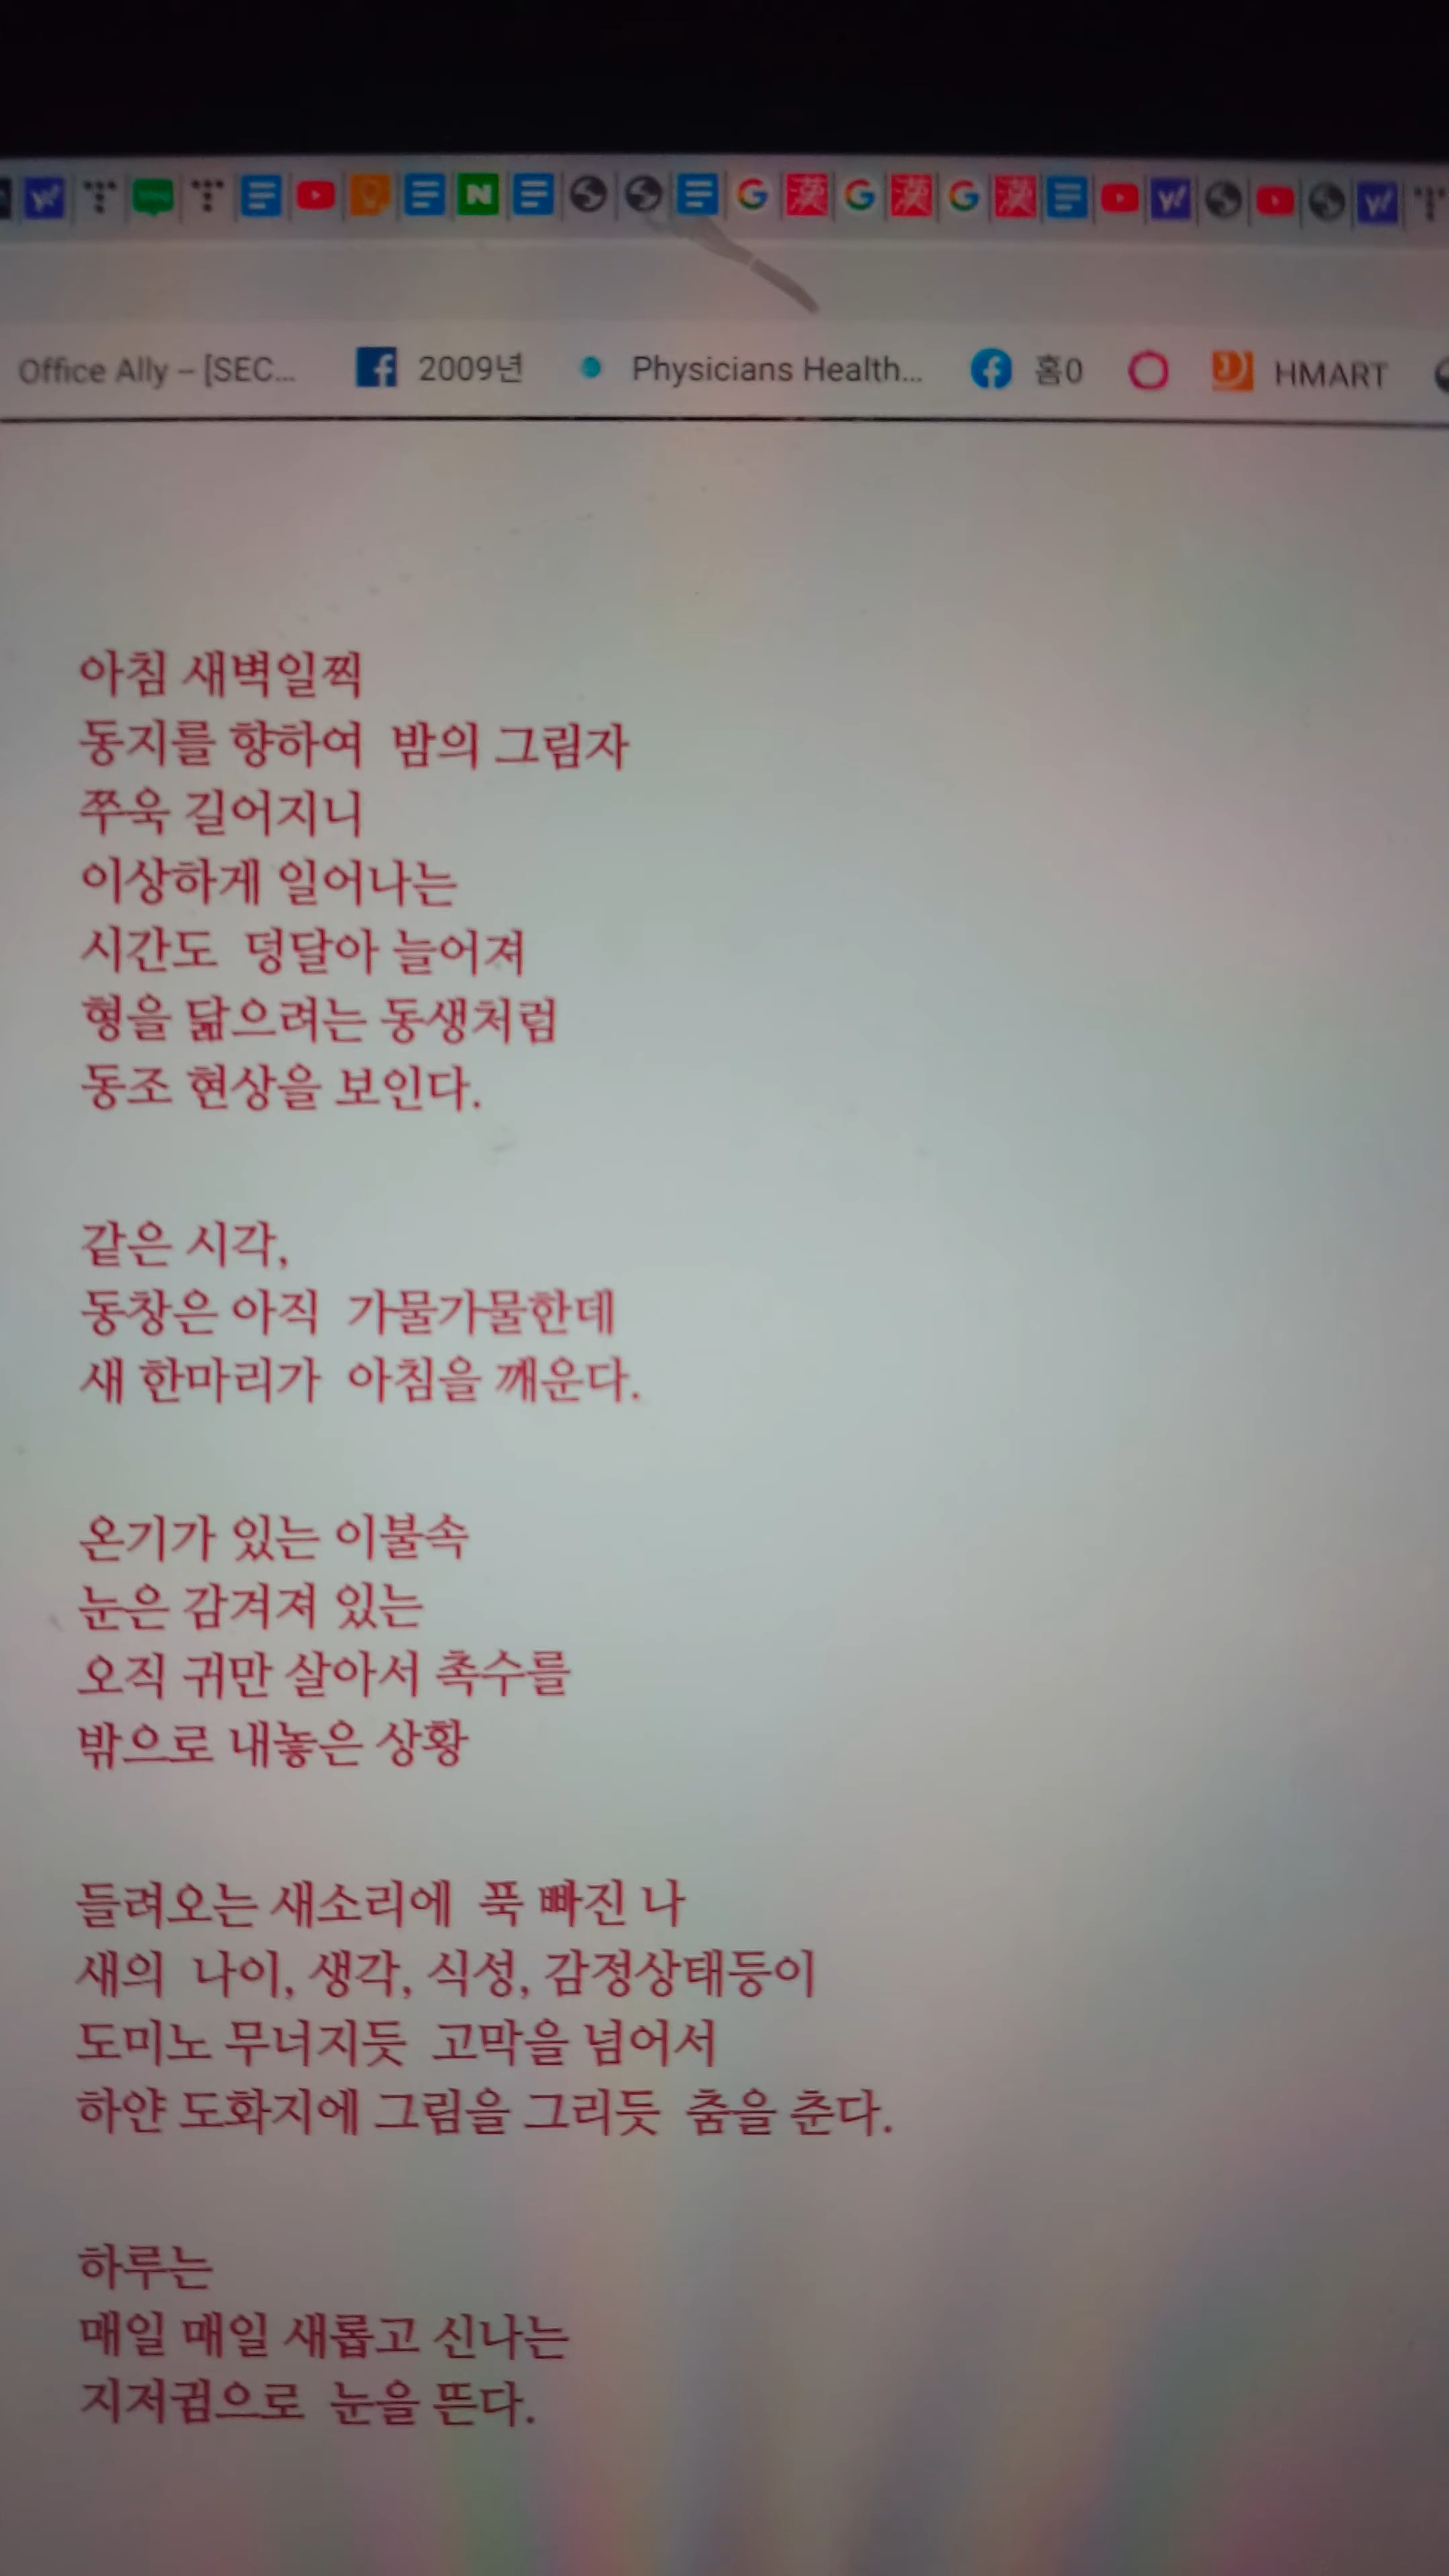 Office Ally – [SEC...  2009년  Physicians Health...  홈0  HMART
아침 새벽일찍
동지를 향하여 밤의 그림자
쭈욱 길어지니
이상하게 일어나는
시간도 덩달아 늘어져
형을 닮으려는 동생처럼
동조 현상을 보인다.
같은 시각,
동창은 아직 가물가물한데
새 한마리가 아침을 깨운다.
온기가 있는 이불속
눈은 감겨져 있는
오직 귀만 살아서 촉수를
밖으로 내놓은 상황
들려오는 새소리에 푹 빠진 나
새의 나이, 생각, 식성, 감정상태등이
도미노 무너지듯 고막을 넘어서
하얀 도화지에 그림을 그리듯 춤을 춘다.
하루는
매일 매일 새롭고 신나는
지저귐으로 눈을 뜬다.